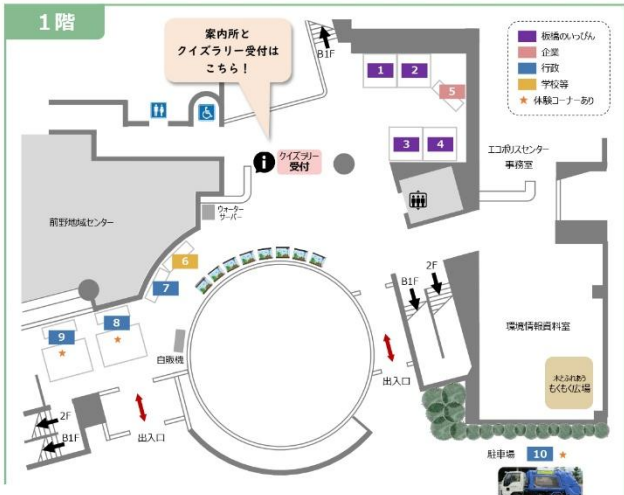 1階
案内所と
クイズラリー受付は
こちら！
B1F
板橋のいっぴん
企業
行政
学校等
★ 体験コーナーあり
1
2
5
3
4
クイズラリー
受付
エコポリスセンター
事務室
前野地域センター
ウォーター
サーバー
6
7
8
9
自販機
B1F
2F
出入口
環境情報資料室
木とふれあう
もくもく広場
2F
B1F
出入口
駐車場
10